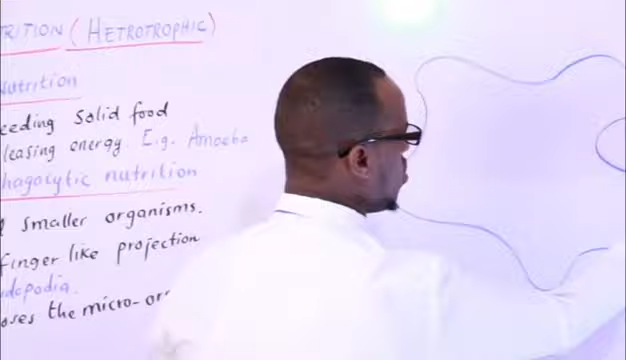 TRITION (HETROTROPHIC)
Nutrition
eeding Solid food
leasing energy. E.g. Amoeba
hagocytic nutrition
smaller organisms.
finger like projection
udopodia.
oses the micro-or